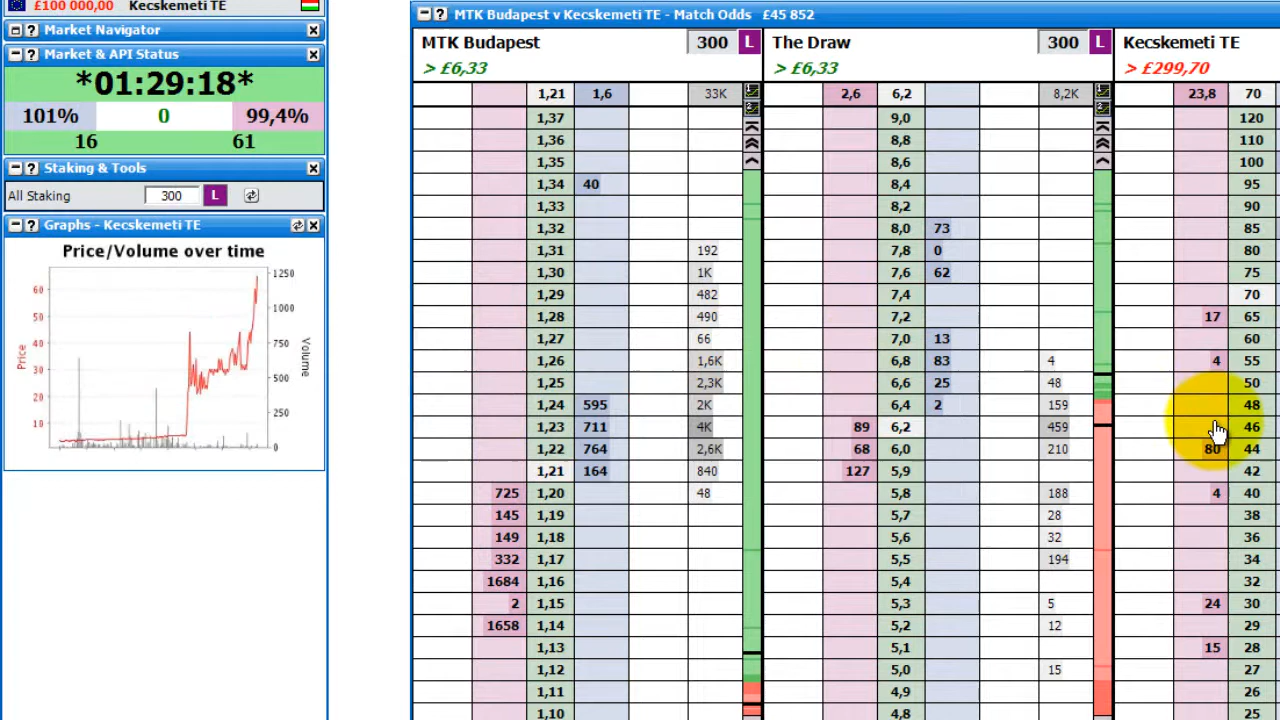 £100 000,00 Kecskemeti TE
Market Navigator
Market & API Status
*01:29:18*
101% 0 99,4%
16 61
Staking & Tools
All Staking 300 L
Graphs - Kecskemeti TE
Price/Volume over time
60 50 40 30 20 10
Price
1250 1000 750 500 250 0
Volume
MTK Budapest v Kecskemeti TE - Match Odds £45 852
MTK Budapest 300 L The Draw 300 L Kecskemeti TE
> £6,33 > £6,33 > £299,70
1,21 1,6 33K 2,6 6,2 8,2K 23,8 70
1,37 9,0 120
1,36 8,8 110
1,35 8,6 100
1,34 40 8,4 95
1,33 8,2 90
1,32 8,0 73 85
1,31 192 7,8 0 80
1,30 1K 7,6 62 75
1,29 482 7,4 70
1,28 490 7,2 17 65
1,27 66 7,0 13 60
1,26 1,6K 6,8 83 4 4 55
1,25 2,3K 6,6 25 48 50
1,24 595 2K 6,4 2 159 48
1,23 711 4K 89 6,2 459 46
1,22 764 2,6K 68 6,0 210 80 44
1,21 164 840 127 5,9 42
725 1,20 48 5,8 188 4 40
145 1,19 5,7 28 38
149 1,18 5,6 32 36
332 1,17 5,5 194 34
1684 1,16 5,4 32
2 1,15 5,3 5 24 30
1658 1,14 5,2 12 29
1,13 5,1 15 28
1,12 5,0 15 27
1,11 4,9 26
1,10 4,8 25